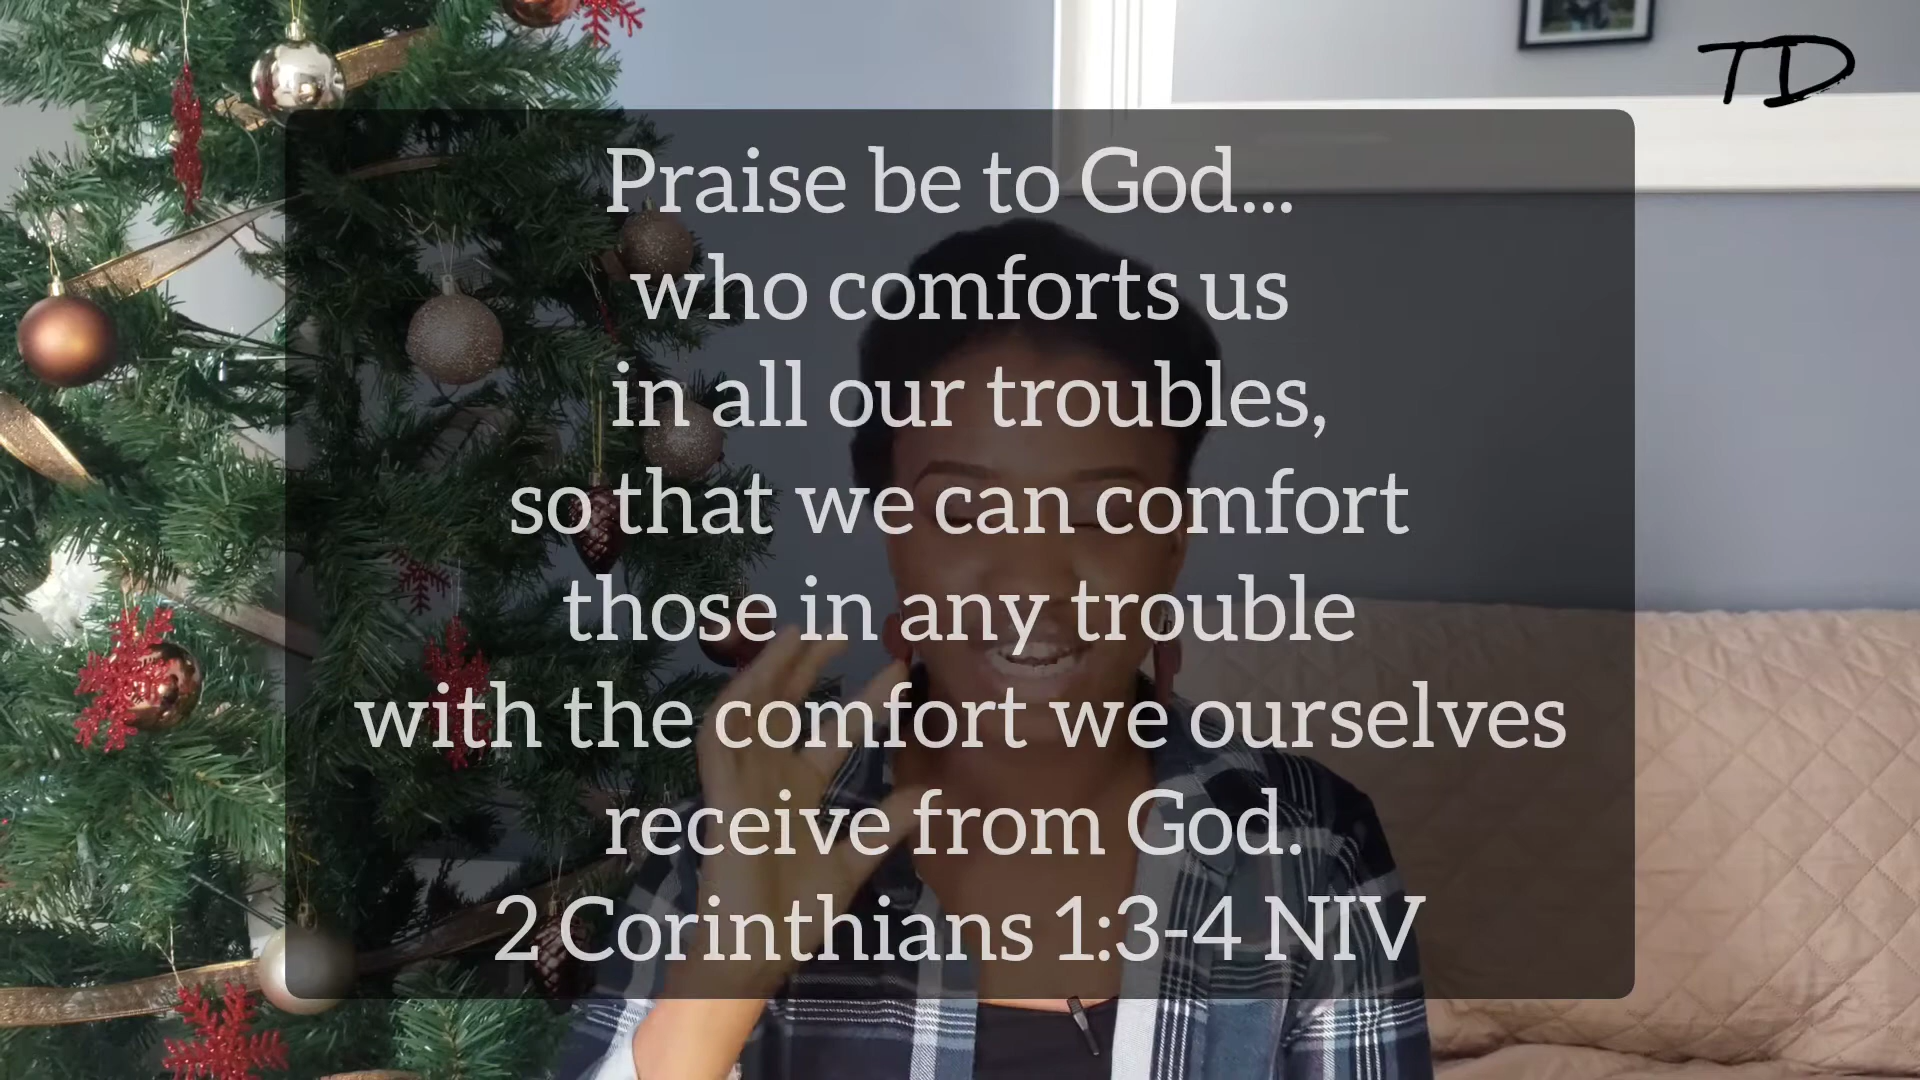 TD
Praise be to God...
who comforts us
in all our troubles,
so that we can comfort
those in any trouble
with the comfort we ourselves
receive from God.
2 Corinthians 1:3-4 NIV